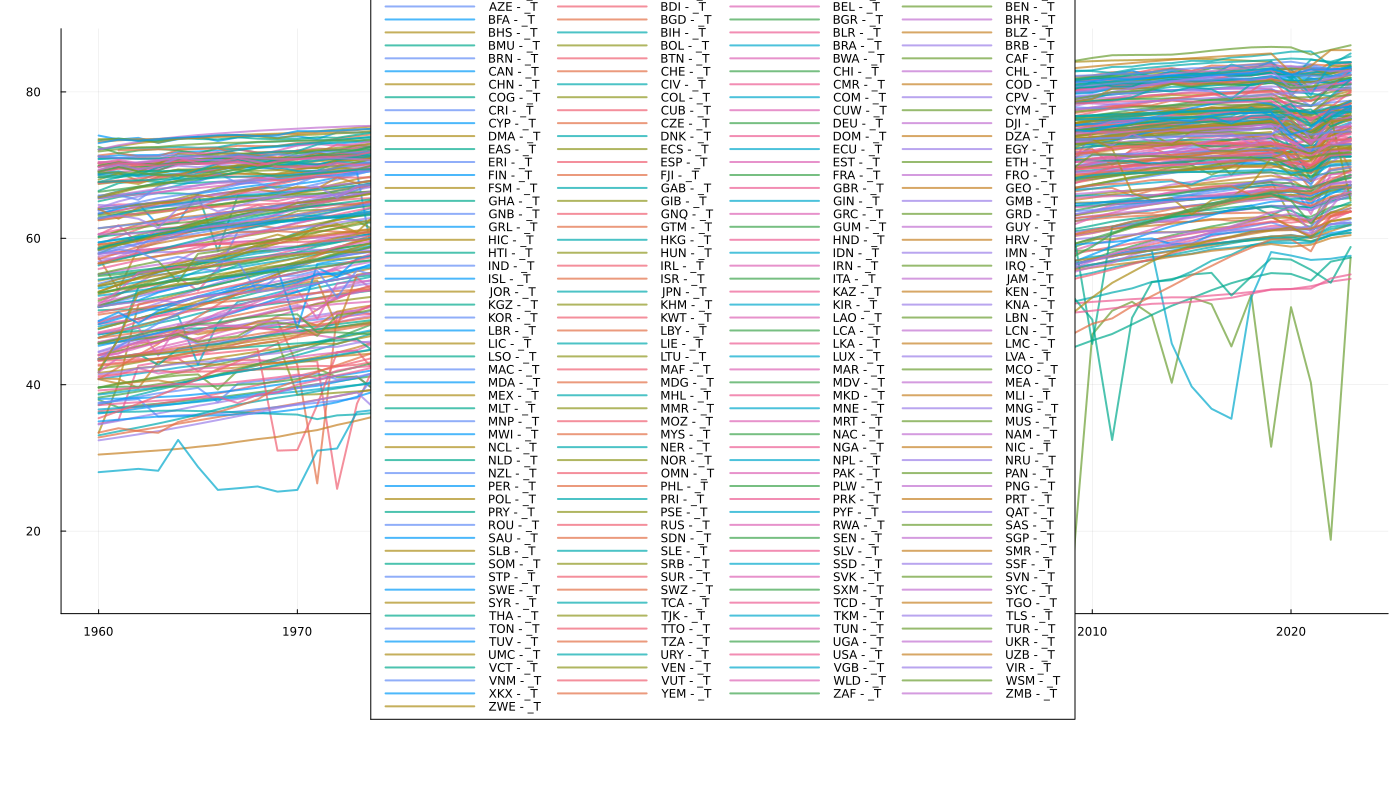 AZE - _T BDI - _T BEL - _T BEN - _T
BFA - _T BGD - _T BGR - _T BHR - _T
BHS - _T BIH - _T BLR - _T BLZ - _T
BMU - _T BOL - _T BRA - _T BRB - _T
BRN - _T BTN - _T BWA - _T CAF - _T
CAN - _T CHE - _T CHI - _T CHL - _T
CHN - _T CIV - _T CMR - _T COD - _T
COG - _T COL - _T COM - _T CPV - _T
CRI - _T CUB - _T CUW - _T CYM - _T
CYP - _T CZE - _T DEU - _T DJI - _T
DMA - _T DNK - _T DOM - _T DZA - _T
EAS - _T ECS - _T ECU - _T EGY - _T
ERI - _T ESP - _T EST - _T ETH - _T
FIN - _T FJI - _T FRA - _T FRO - _T
FSM - _T GAB - _T GBR - _T GEO - _T
GHA - _T GIB - _T GIN - _T GMB - _T
GNB - _T GNQ - _T GRC - _T GRD - _T
GRL - _T GTM - _T GUM - _T GUY - _T
HIC - _T HKG - _T HND - _T HRV - _T
HTI - _T HUN - _T IDN - _T IMN - _T
IND - _T IRL - _T IRN - _T IRQ - _T
ISL - _T ISR - _T ITA - _T JAM - _T
JOR - _T JPN - _T KAZ - _T KEN - _T
KGZ - _T KHM - _T KIR - _T KNA - _T
KOR - _T KWT - _T LAO - _T LBN - _T
LBR - _T LBY - _T LCA - _T LCN - _T
LIC - _T LIE - _T LKA - _T LMC - _T
LSO - _T LTU - _T LUX - _T LVA - _T
MAC - _T MAF - _T MAR - _T MCO - _T
MDA - _T MDG - _T MDV - _T MEA - _T
MEX - _T MHL - _T MKD - _T MLI - _T
MLT - _T MMR - _T MNE - _T MNG - _T
MNP - _T MOZ - _T MRT - _T MUS - _T
MWI - _T MYS - _T NAC - _T NAM - _T
NCL - _T NER - _T NGA - _T NIC - _T
NLD - _T NOR - _T NPL - _T NRU - _T
NZL - _T OMN - _T PAK - _T PAN - _T
PER - _T PHL - _T PLW - _T PNG - _T
POL - _T PRI - _T PRK - _T PRT - _T
PRY - _T PSE - _T PYF - _T QAT - _T
ROU - _T RUS - _T RWA - _T SAS - _T
SAU - _T SDN - _T SEN - _T SGP - _T
SLB - _T SLE - _T SLV - _T SMR - _T
SOM - _T SRB - _T SSD - _T SSF - _T
STP - _T SUR - _T SVK - _T SVN - _T
SWE - _T SWZ - _T SXM - _T SYC - _T
SYR - _T TCA - _T TCD - _T TGO - _T
THA - _T TJK - _T TKM - _T TLS - _T
TON - _T TTO - _T TUN - _T TUR - _T
TUV - _T TZA - _T UGA - _T UKR - _T
UMC - _T URY - _T USA - _T UZB - _T
VCT - _T VEN - _T VGB - _T VIR - _T
VNM - _T VUT - _T WLD - _T WSM - _T
XKX - _T YEM - _T ZAF - _T ZMB - _T
ZWE - _T
80
60
40
20
1960 1970 2010 2020